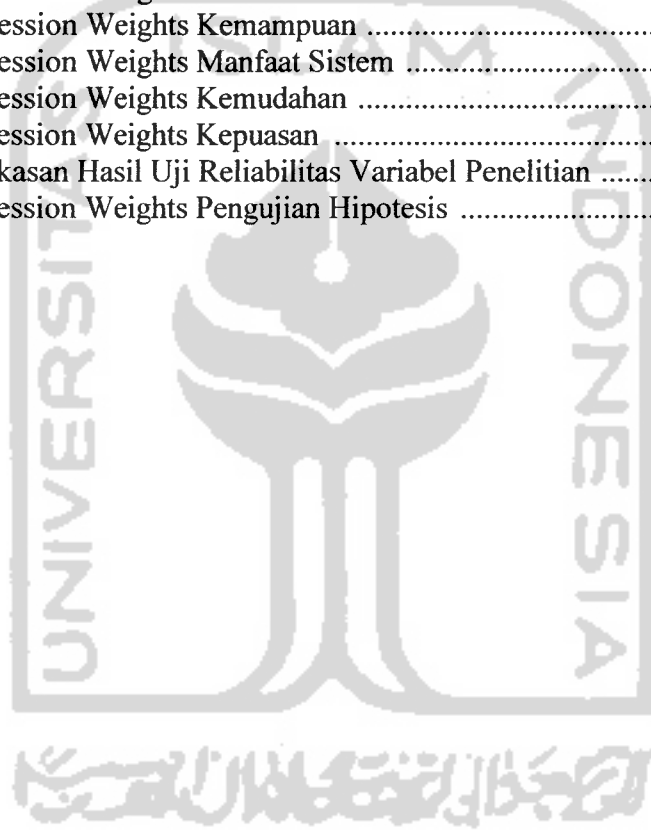 ession Weights Kemampuan ........................................
ession Weights Manfaat Sistem ...................................
ession Weights Kemudahan .........................................
ession Weights Kepuasan ............................................
kasan Hasil Uji Reliabilitas Variabel Penelitian .......
ession Weights Pengujian Hipotesis ...........................
UNIVERSITAS
ISLAM
INDONESIA